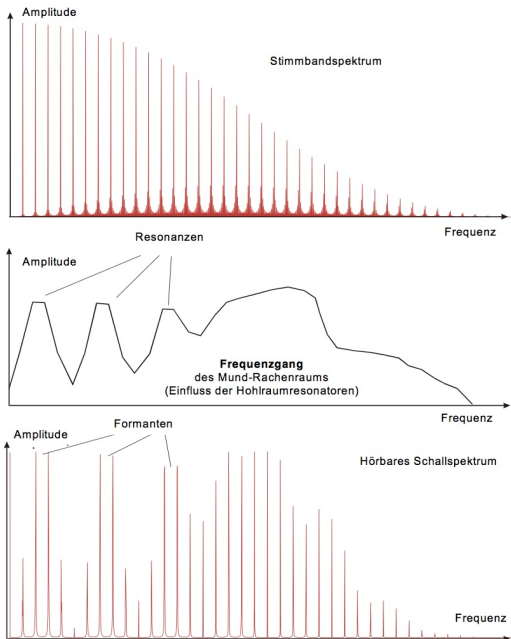 Amplitude
Stimmbandspektrum
Frequenz
Resonanzen
Amplitude
Frequenzgang
des Mund-Rachenraums
(Einfluss der Hohlraumresonatoren)
Frequenz
Formanten
Amplitude
Hörbares Schallspektrum
Frequenz